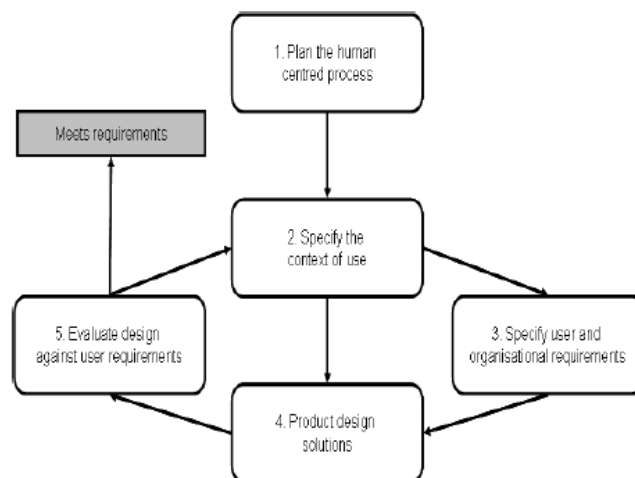 1. Plan the human
centred process
Meets requirements
2. Specify the
context of use
5. Evaluate design
against user requirements
3. Specify user and
organisational requirements
4. Product design
solutions